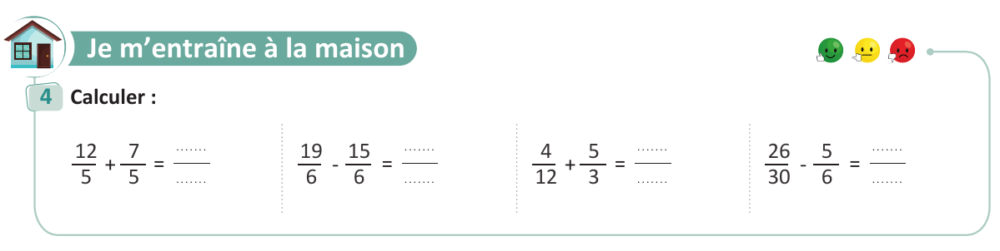 Je m'entraîne à la maison
4 Calculer :
12/5 + 7/5 = ......./.......
19/6 - 15/6 = ......./.......
4/12 + 5/3 = ......./.......
26/30 - 5/6 = ......./.......